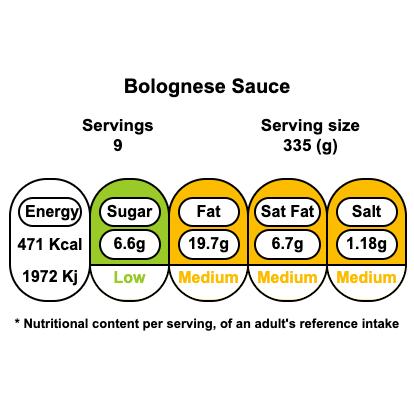 Bolognese Sauce
Servings Serving size
9 335 (g)
Energy Sugar Fat Sat Fat Salt
471 Kcal 6.6g 19.7g 6.7g 1.18g
1972 Kj Low Medium Medium Medium
* Nutritional content per serving, of an adult's reference intake